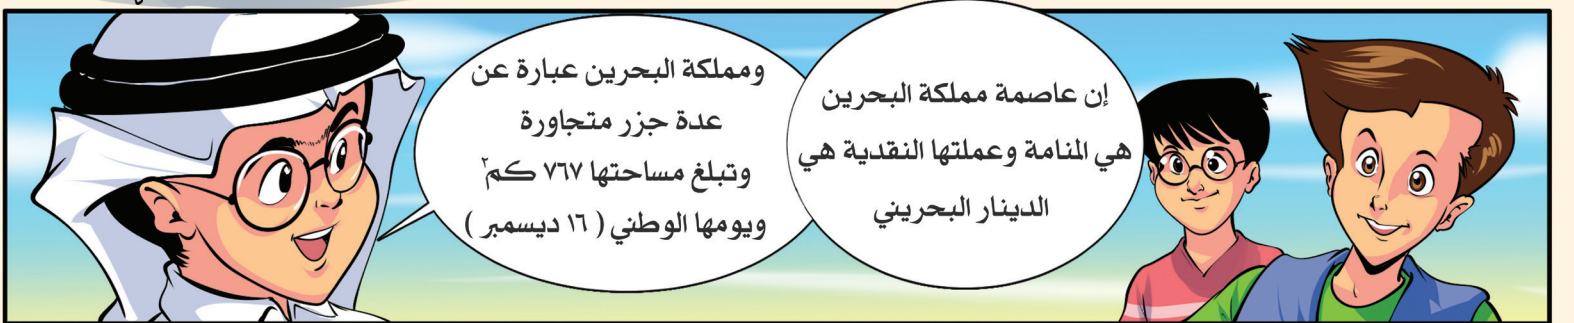 إن عاصمة مملكة البحرين
هي المنامة وعملتها النقدية هي
الدينار البحريني
ومملكة البحرين عبارة عن
عدة جزر متجاورة
وتبلغ مساحتها ٧٦٧ كم٢
ويومها الوطني ( ١٦ ديسمبر )